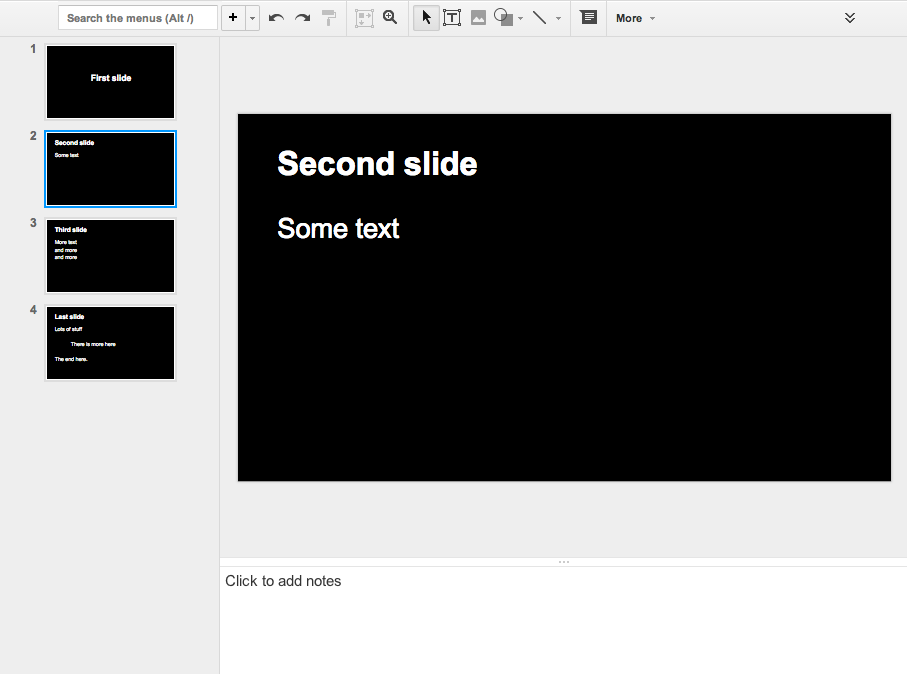 Search the menus (Alt /)
More
1
First slide
2
Second slide
Some text
3
Third slide
More text
and more
and more
4
Last slide
Lots of stuff
There is more here
The end here.
Second slide
Some text
Click to add notes